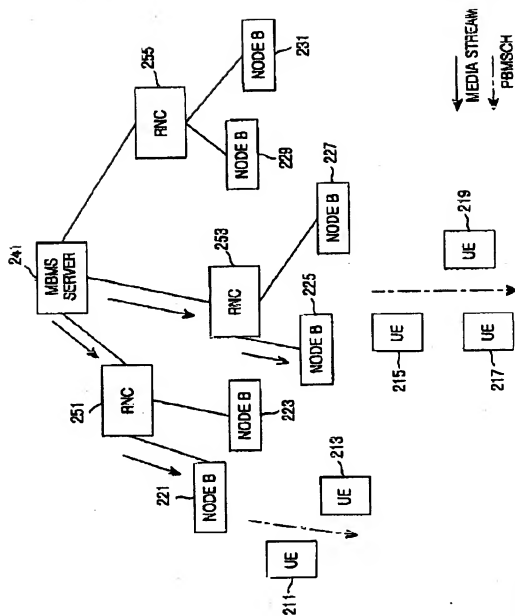 241
MBMS
SERVER
251
RNC
253
RNC
255
RNC
221
NODE B
223
NODE B
225
NODE B
227
NODE B
229
NODE B
231
NODE B
211
UE
213
UE
215
UE
217
UE
219
UE
MEDIA STREAM
PBMSCH